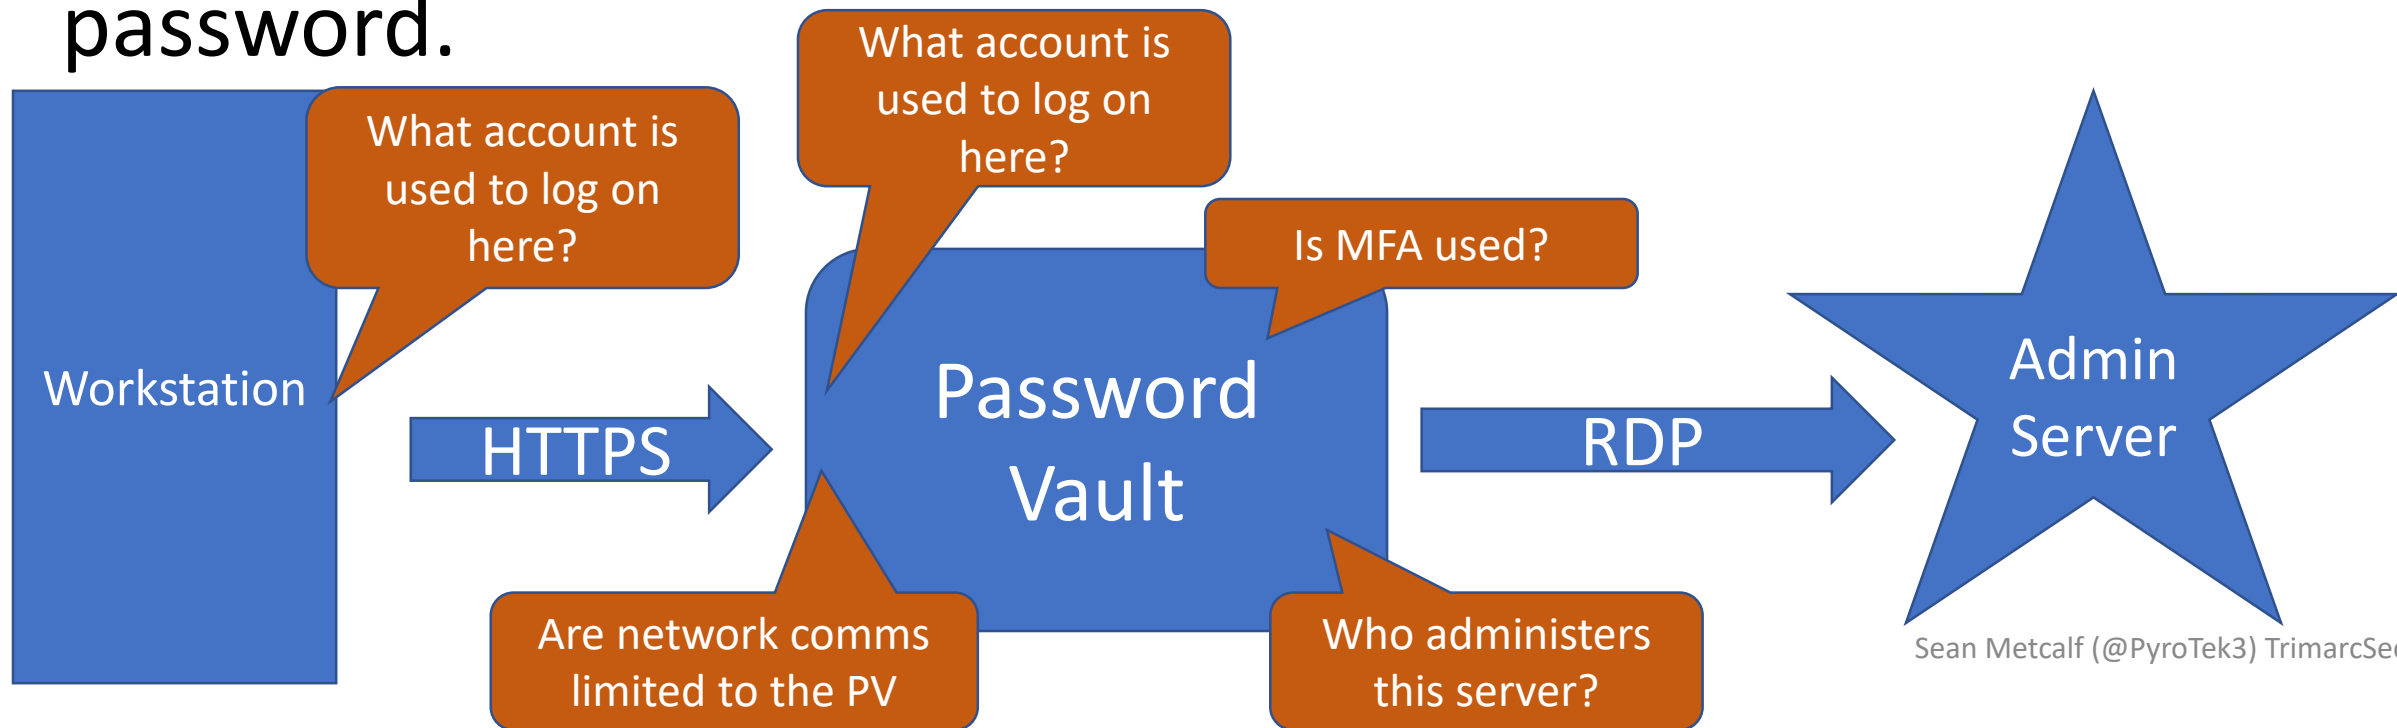 password.
What account is
used to log on
here?
What account is
used to log on
here?
Is MFA used?
Workstation
HTTPS
Password
Vault
RDP
Admin
Server
Are network comms
limited to the PV
Who administers
this server?
Sean Metcalf (@PyroTek3) TrimarcSec